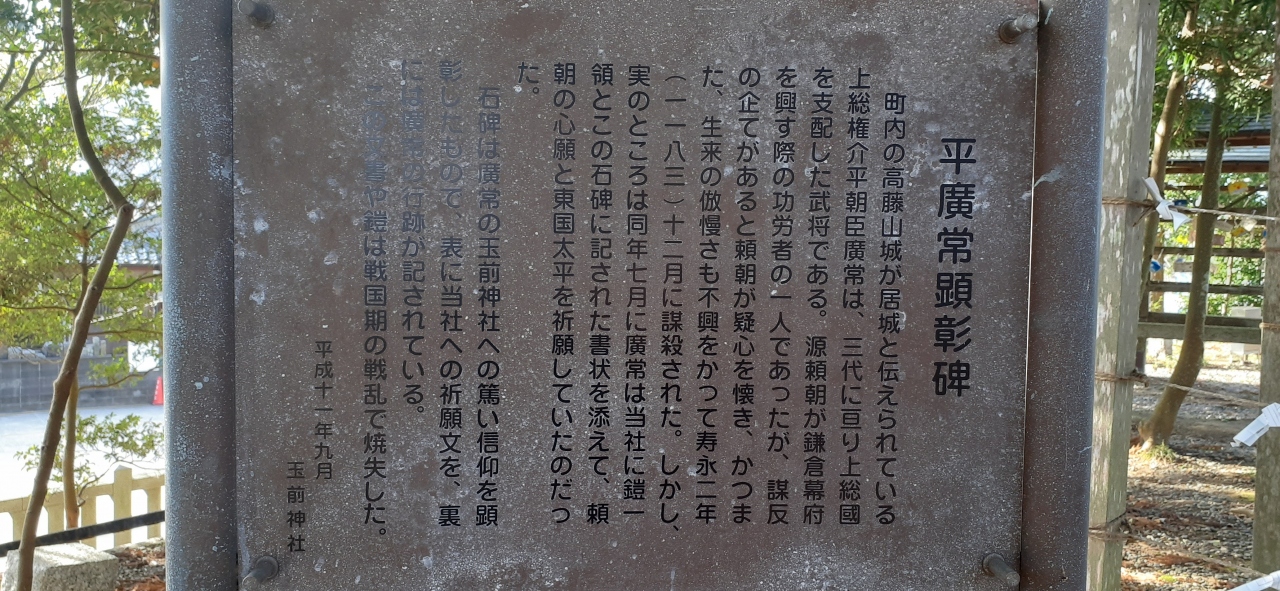 平廣常顕彰碑
町内の高藤山城が居城と伝えられている
上総権介平朝臣廣常は、三代に亘り上総國
を支配した武将である。源頼朝が鎌倉幕府
を興す際の功労者の一人であったが、謀反
の企てがあると頼朝が疑心を懐き、かつま
た、生来の倣慢さも不興をかつて寿永二年
(一一八三)十二月に謀殺された。しかし、
実のところは同年七月に廣常は当社に鎧一
領とこの石碑に記された書状を添えて、頼
朝の心願と東国太平を祈願していたのだっ
た。
石碑は廣常の玉前神社への篤い信仰を顕
彰したもので、表に当社への祈願文を、裏
には廣常の行跡が記されている。
この文書や鎧は戦国期の戦乱で焼失した。
平成十一年九月
玉前神社